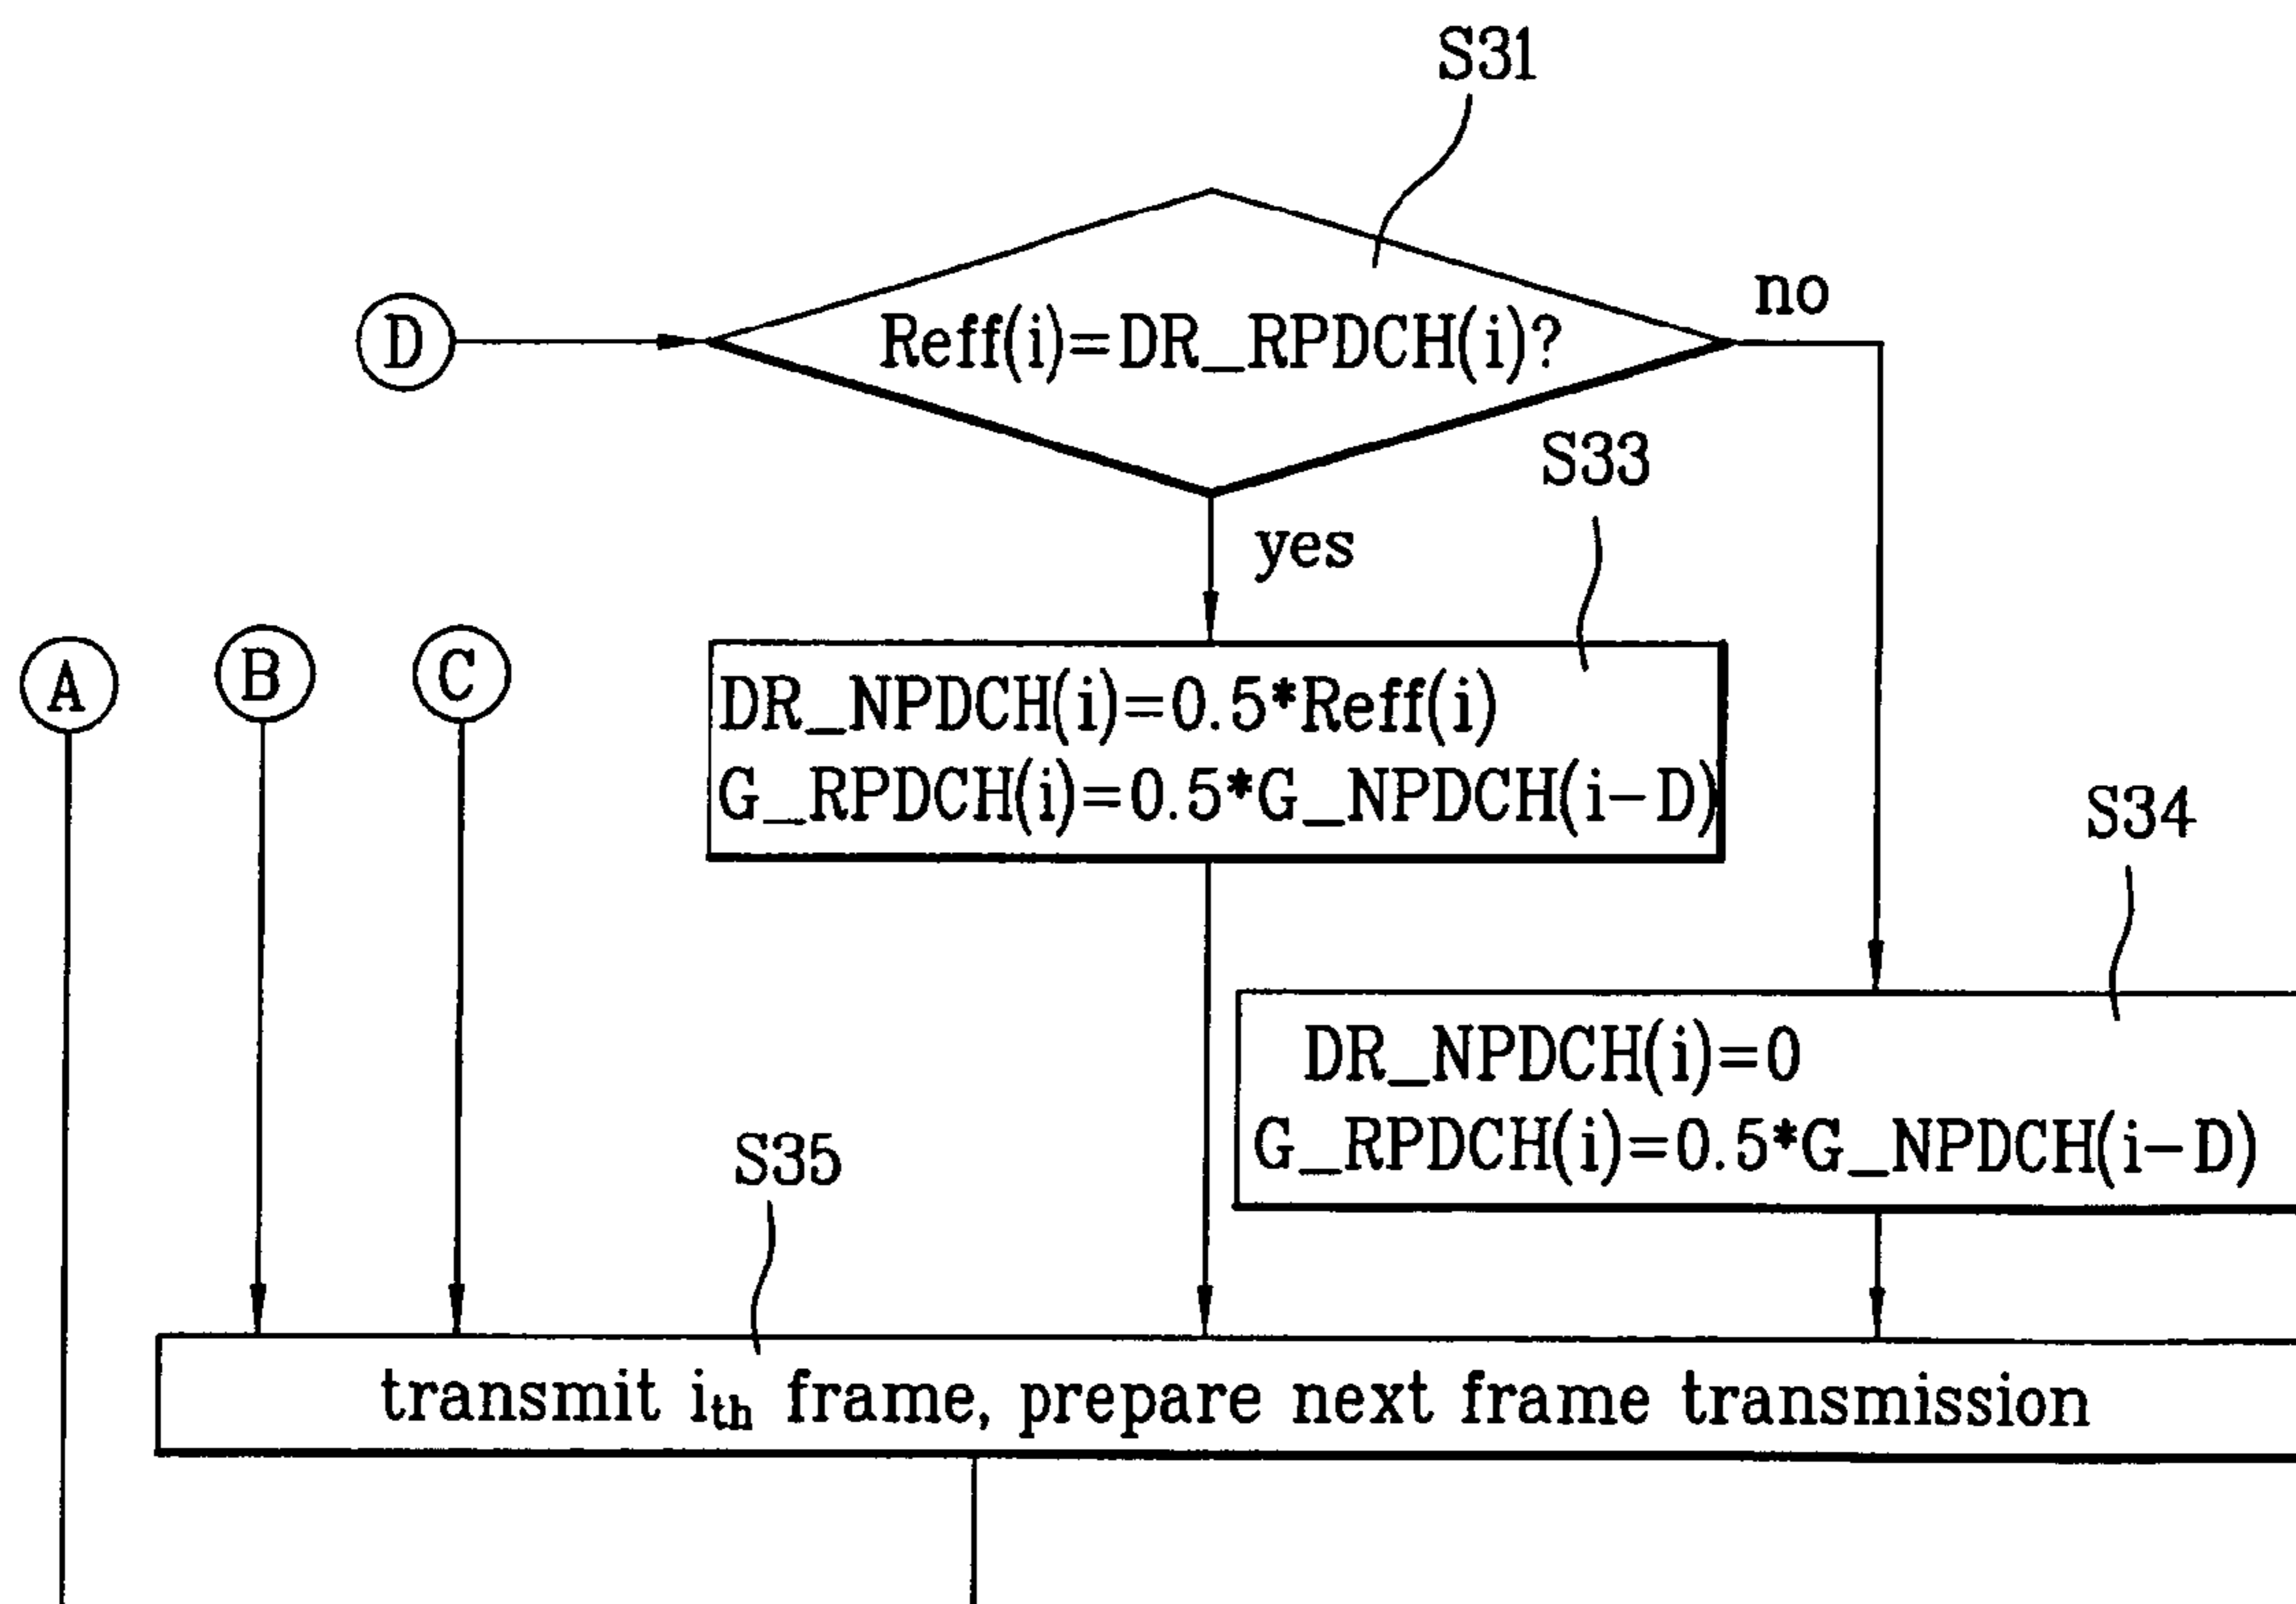 S31
D
Reff(i)=DR_RPDCH(i)?
no
S33
yes
A
B
C
DR_NPDCH(i)=0.5*Reff(i)
G_RPDCH(i)=0.5*G_NPDCH(i-D)
S34
DR_NPDCH(i)=0
G_RPDCH(i)=0.5*G_NPDCH(i-D)
S35
transmit ith frame, prepare next frame transmission